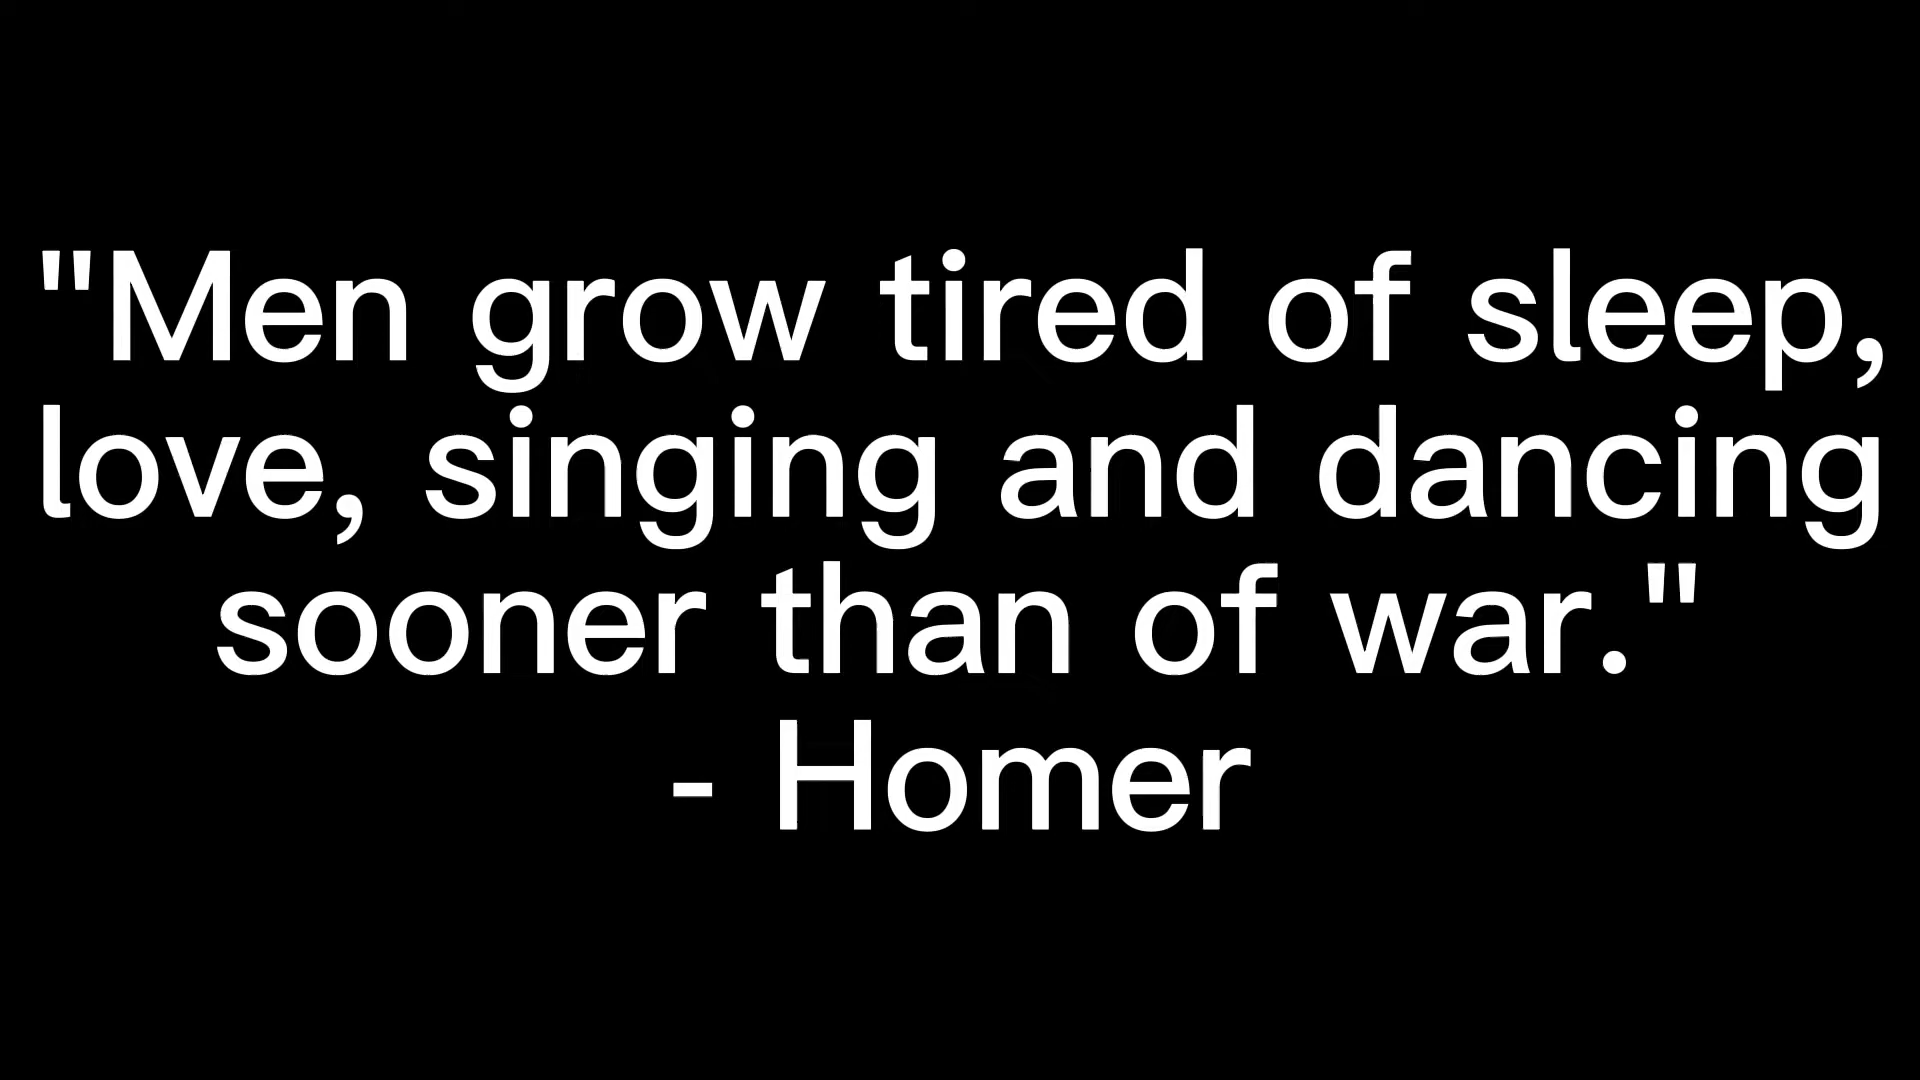 "Men grow tired of sleep,
love, singing and dancing
sooner than of war."
- Homer